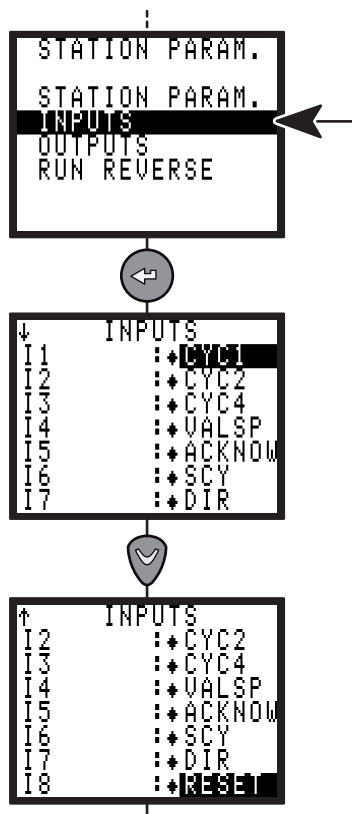 STATION PARAM.
STATION PARAM.
INPUTS
OUTPUTS
RUN REVERSE
↓ INPUTS
I1 :♦CYC1
I2 :♦CYC2
I3 :♦CYC4
I4 :♦VALSP
I5 :♦ACKNOW
I6 :♦SCY
I7 :♦DIR
↑ INPUTS
I2 :♦CYC2
I3 :♦CYC4
I4 :♦VALSP
I5 :♦ACKNOW
I6 :♦SCY
I7 :♦DIR
I8 :♦RESET